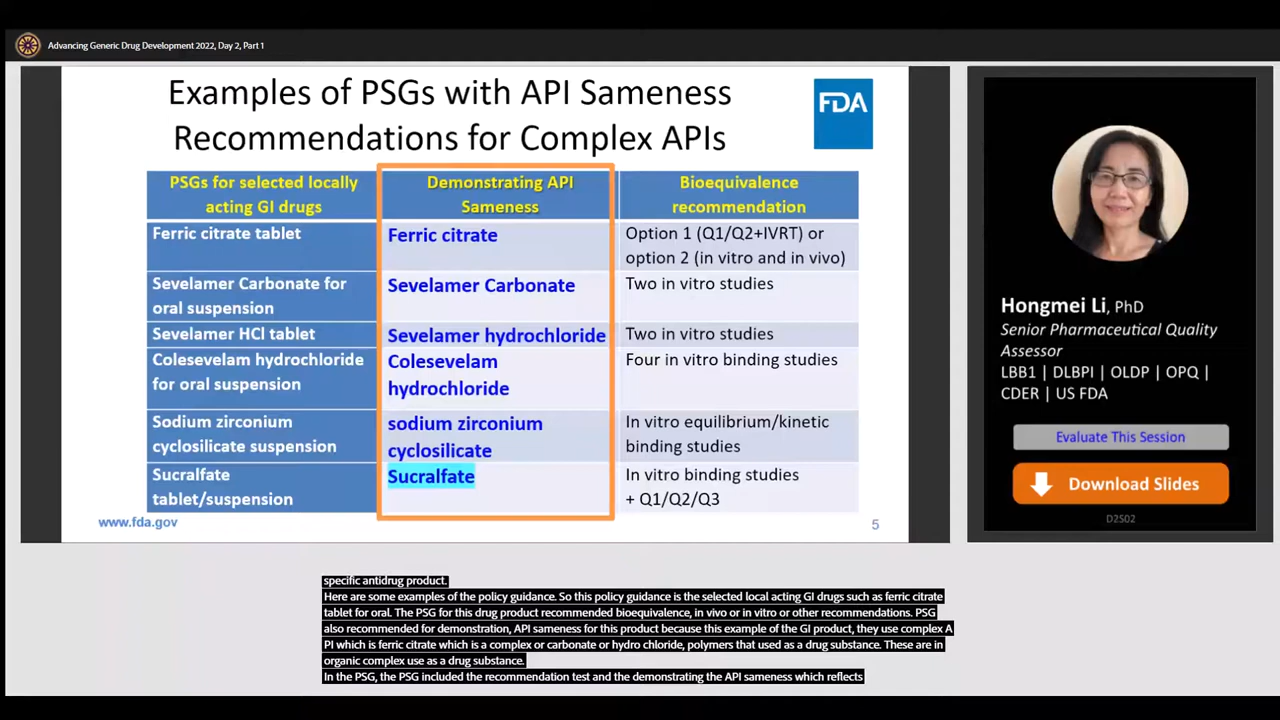 Advancing Generic Drug Development 2022, Day 2, Part 1
Examples of PSGs with API Sameness
Recommendations for Complex APIs
FDA
PSGs for selected locally
acting GI drugs
Demonstrating API
Sameness
Bioequivalence
recommendation
Ferric citrate tablet
Ferric citrate
Option 1 (Q1/Q2+IVRT) or
option 2 (in vitro and in vivo)
Sevelamer Carbonate for
oral suspension
Sevelamer Carbonate
Two in vitro studies
Sevelamer HCl tablet
Sevelamer hydrochloride
Two in vitro studies
Colesevelam hydrochloride
for oral suspension
Colesevelam
hydrochloride
Four in vitro binding studies
Sodium zirconium
cyclosilicate suspension
sodium zirconium
cyclosilicate
In vitro equilibrium/kinetic
binding studies
Sucralfate
tablet/suspension
Sucralfate
In vitro binding studies
+ Q1/Q2/Q3
www.fda.gov
5
Hongmei Li, PhD
Senior Pharmaceutical Quality
Assessor
LBB1 | DLBPI | OLDP | OPQ |
CDER | US FDA
Evaluate This Session
Download Slides
D2S02
specific antidrug product.
Here are some examples of the policy guidance. So this policy guidance is the selected local acting GI drugs such as ferric citrate
tablet for oral. The PSG for this drug product recommended bioequivalence, in vivo or in vitro or other recommendations. PSG
also recommended for demonstration, API sameness for this product because this example of the GI product, they use complex A
PI which is ferric citrate which is a complex or carbonate or hydro chloride, polymers that used as a drug substance. These are in
organic complex use as a drug substance.
In the PSG, the PSG included the recommendation test and the demonstrating the API sameness which reflects